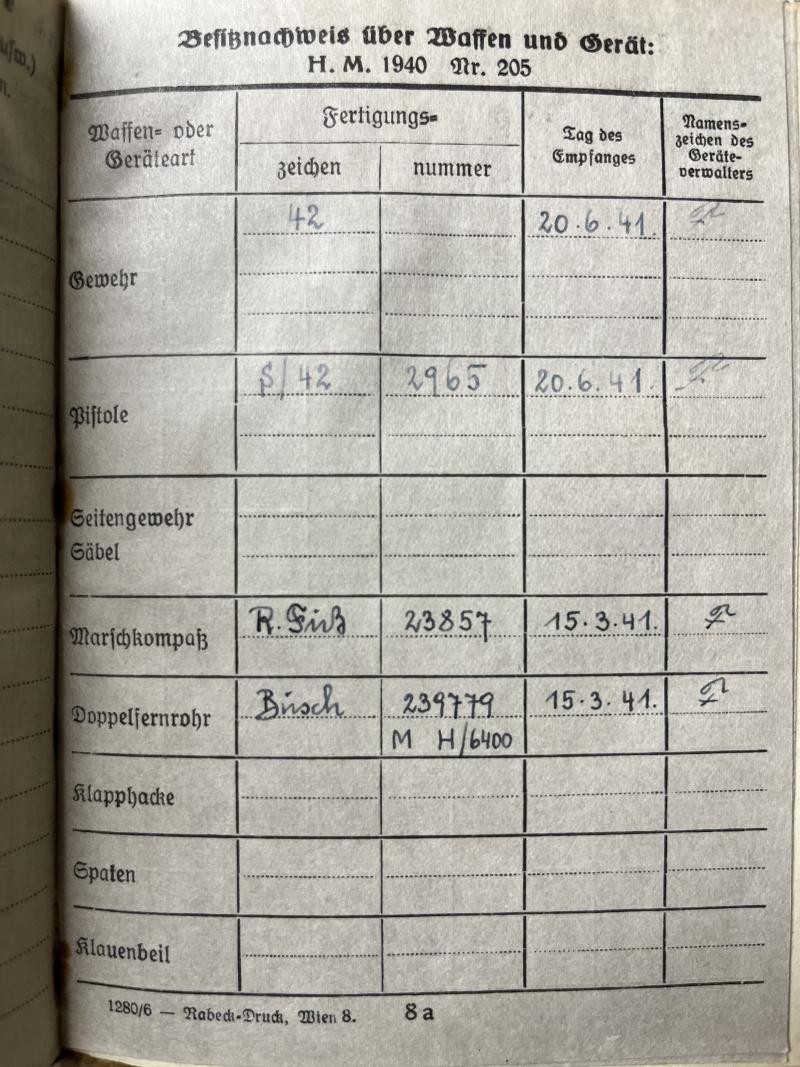 Besitznachweis über Waffen und Gerät:
H. M. 1940 Nr. 205
Waffen- oder Geräteart
Fertigungs-
zeichen
nummer
Tag des Empfanges
Namens-zeichen des Geräte-verwalters
Gewehr 42 20.6.41.
Pistole S/42 2965 20.6.41.
Seitengewehr
Säbel
Marschkompaß R. Fuß 23857 15.3.41.
Doppelfernrohr Busch 239779 15.3.41.
M H/6400
Klapphacke
Spaten
Klauenbeil
1280/6 — Rabeck-Druck, Wien 8. 8a